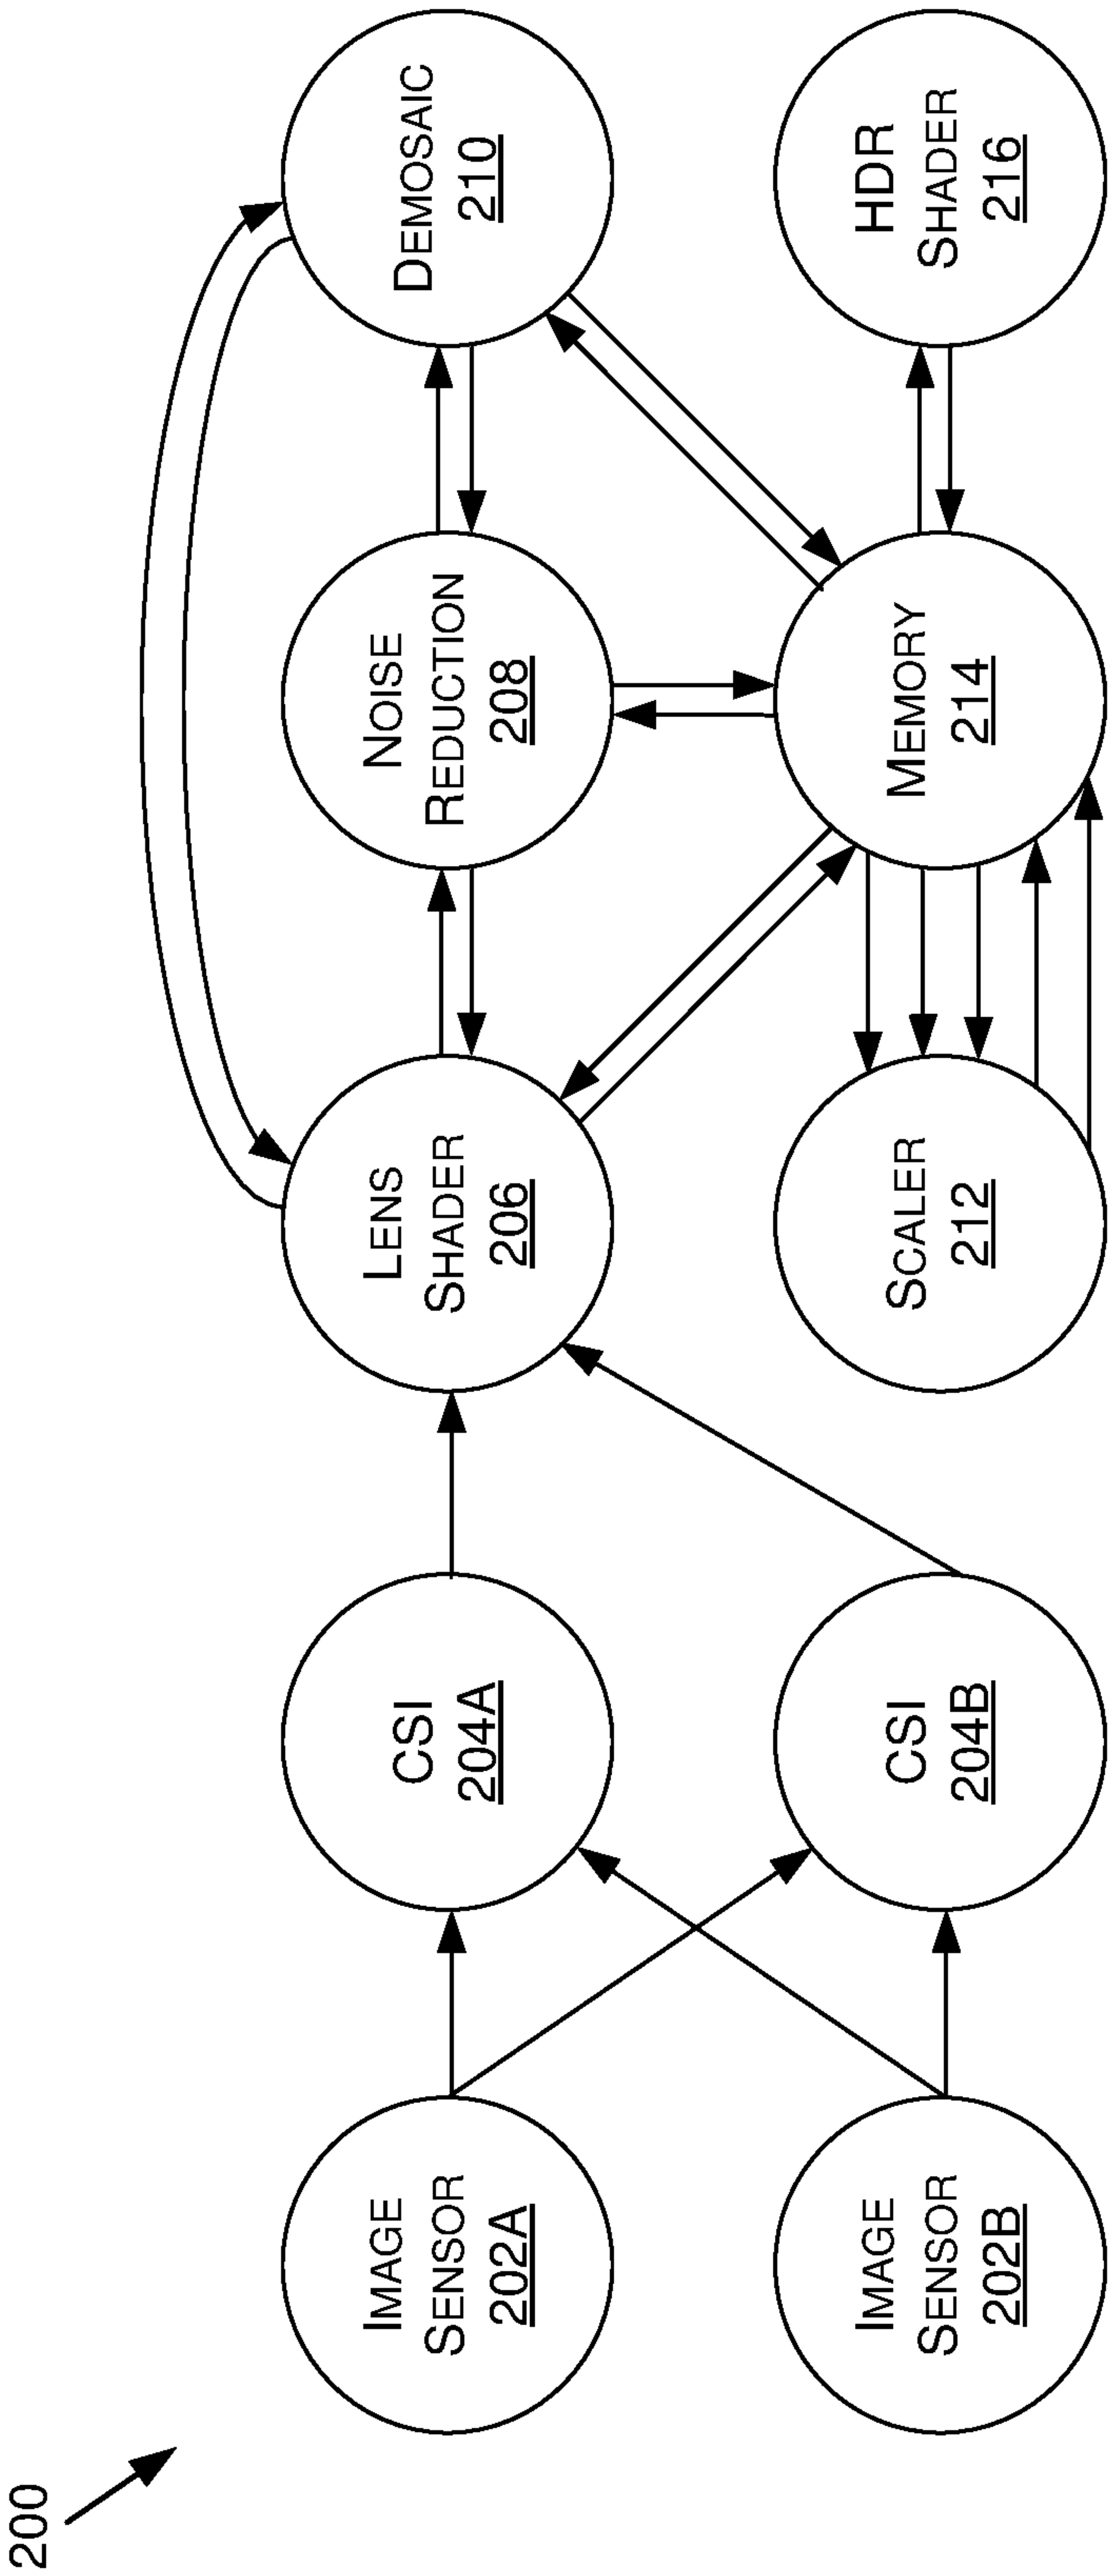 200
IMAGE
SENSOR
202A
CSI
204A
LENS
SHADER
206
NOISE
REDUCTION
208
DEMOSAIC
210
IMAGE
SENSOR
202B
CSI
204B
SCALER
212
MEMORY
214
HDR
SHADER
216